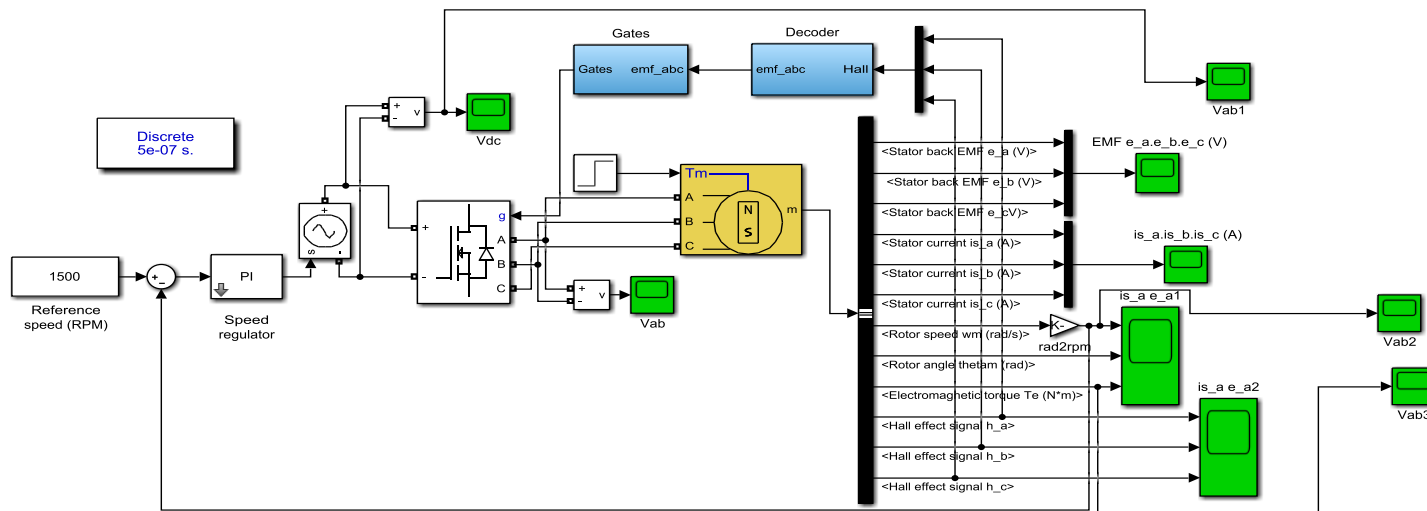 Gates
Gates emf_abc
Decoder
emf_abc Hall
Vab1
+
-
v
Vdc
Discrete
5e-07 s.
Tm
A
B
C
N
S
m
<Stator back EMF e_a (V)>
<Stator back EMF e_b (V)>
<Stator back EMF e_cV)>
<Stator current is_a (A)>
<Stator current is_b (A)>
<Stator current is_c (A)>
<Rotor speed wm (rad/s)>
<Rotor angle thetam (rad)>
<Electromagnetic torque Te (N*m)>
<Hall effect signal h_a>
<Hall effect signal h_b>
<Hall effect signal h_c>
EMF e_a.e_b.e_c (V)
is_a.is_b.is_c (A)
is_a e_a1
K-
rad2rpm
is_a e_a2
Vab2
Vab3
+
s
-
+
-
g
A
B
C
+
-
v
Vab
1500
Reference
speed (RPM)
+
-
PI
Speed
regulator